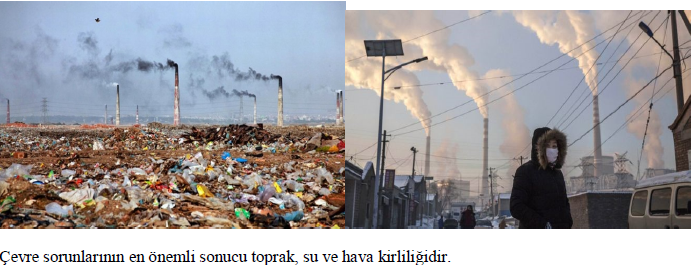 Çevre sorunlarının en önemli sonucu toprak, su ve hava kirliliğidir.